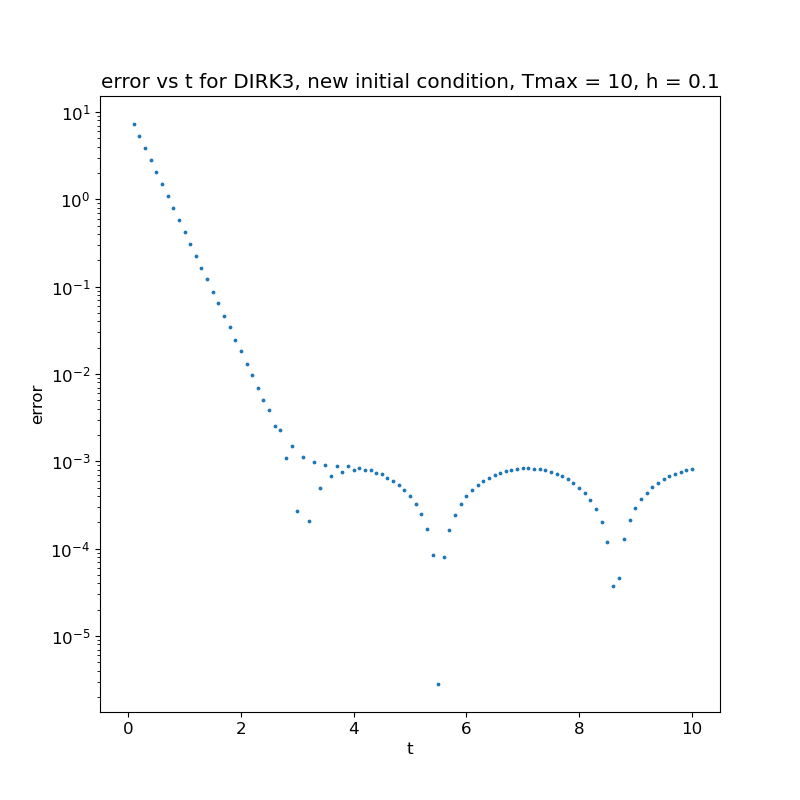 error vs t for DIRK3, new initial condition, Tmax = 10, h = 0.1
10¹
10⁰
10⁻¹
10⁻²
10⁻³
10⁻⁴
10⁻⁵
error
0 2 4 6 8 10
t